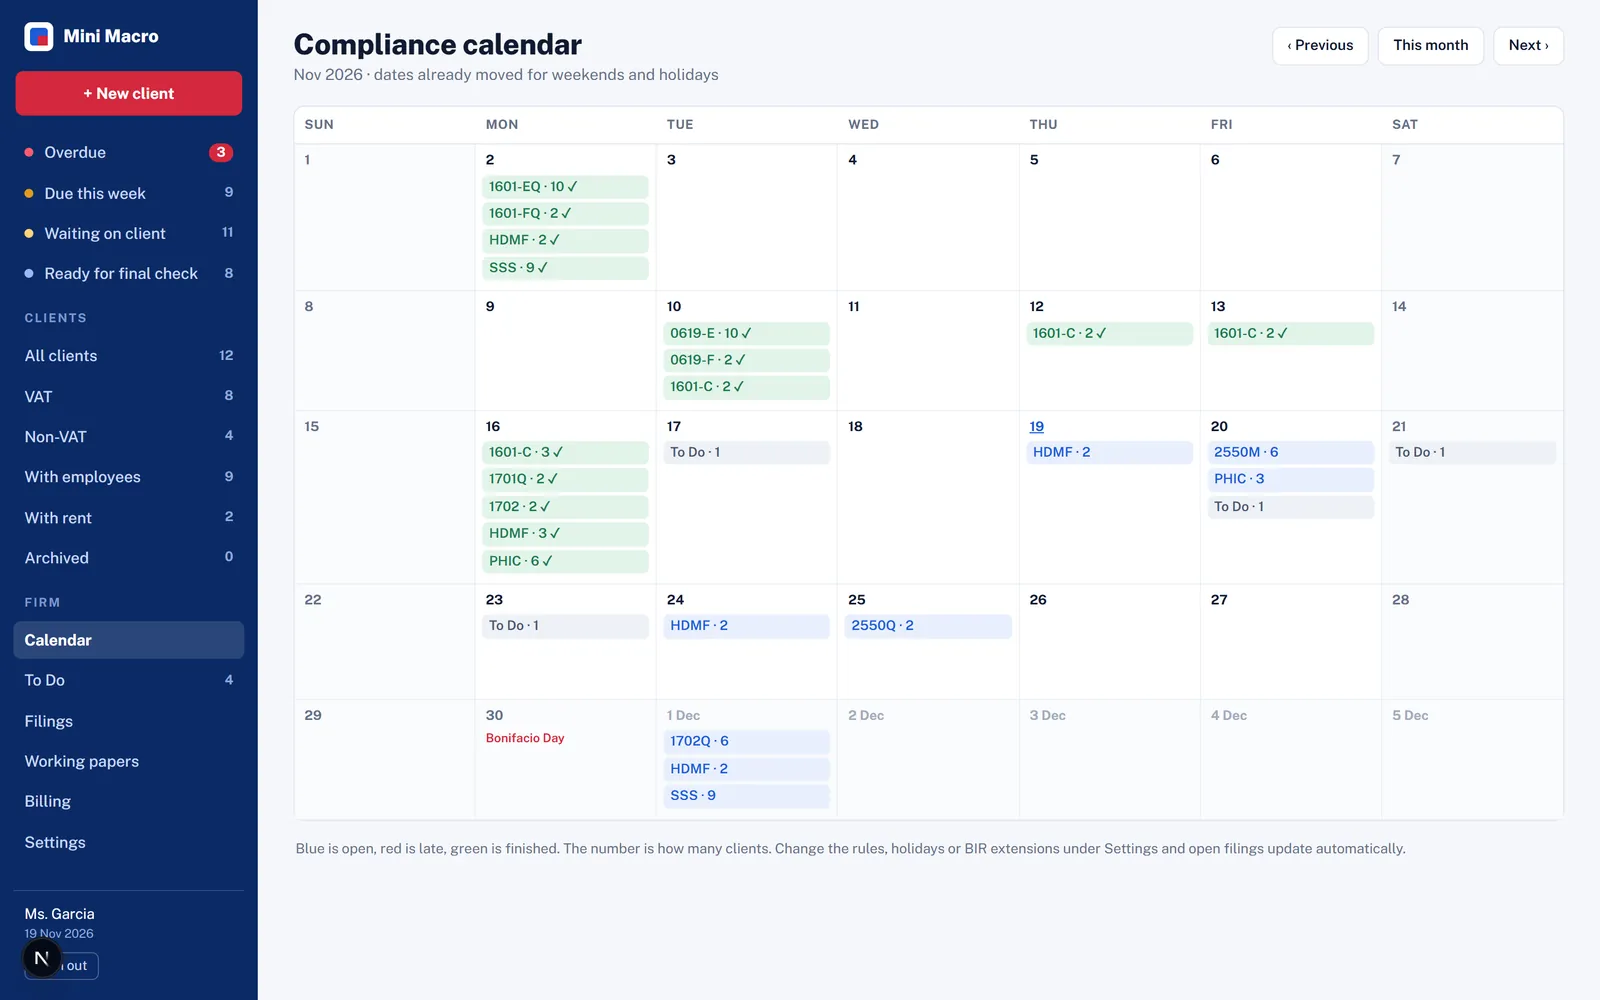 Mini Macro
+ New client
Overdue 3
Due this week 9
Waiting on client 11
Ready for final check 8
CLIENTS
All clients 12
VAT 8
Non-VAT 4
With employees 9
With rent 2
Archived 0
FIRM
Calendar
To Do 4
Filings
Working papers
Billing
Settings
Ms. Garcia
19 Nov 2026
N
out
Compliance calendar
Nov 2026 · dates already moved for weekends and holidays
‹ Previous
This month
Next ›
SUN MON TUE WED THU FRI SAT
1
2
1601-EQ · 10 ✓
1601-FQ · 2 ✓
HDMF · 2 ✓
SSS · 9 ✓
3
4
5
6
7
8
9
10
0619-E · 10 ✓
0619-F · 2 ✓
1601-C · 2 ✓
11
12
1601-C · 2 ✓
13
1601-C · 2 ✓
14
15
16
1601-C · 3 ✓
1701Q · 2 ✓
1702 · 2 ✓
HDMF · 3 ✓
PHIC · 6 ✓
17
To Do · 1
18
19
HDMF · 2
20
2550M · 6
PHIC · 3
To Do · 1
21
To Do · 1
22
23
To Do · 1
24
HDMF · 2
25
2550Q · 2
26
27
28
29
30
Bonifacio Day
1 Dec
1702Q · 6
HDMF · 2
SSS · 9
2 Dec
3 Dec
4 Dec
5 Dec
Blue is open, red is late, green is finished. The number is how many clients. Change the rules, holidays or BIR extensions under Settings and open filings update automatically.